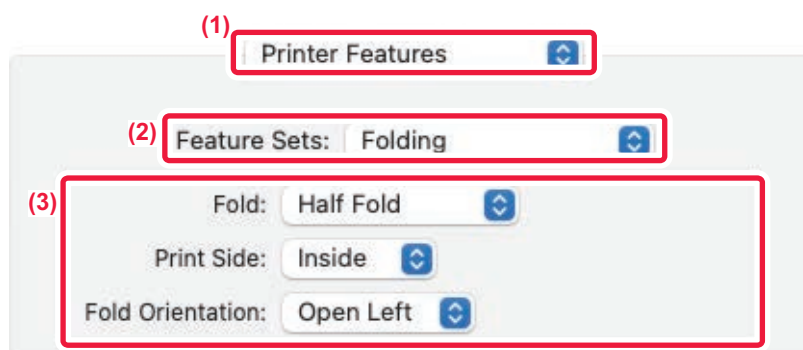 (1)
Printer Features
(2)
Feature Sets: Folding
(3)
Fold: Half Fold
Print Side: Inside
Fold Orientation: Open Left